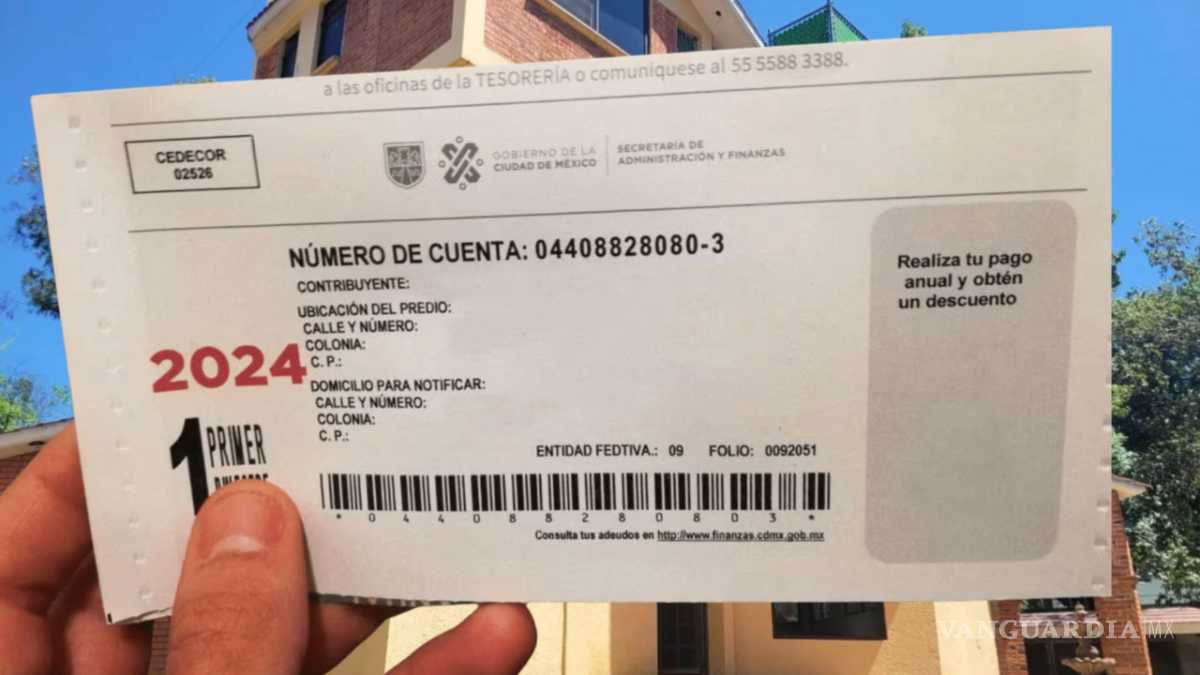 a las oficinas de la TESORERÍA o comuniquese al 55 5588 3388.
CEDECOR
02526
GOBIERNO DE LA
CIUDAD DE MÉXICO
SECRETARÍA DE
ADMINISTRACIÓN Y FINANZAS
NÚMERO DE CUENTA: 04408828080-3
CONTRIBUYENTE:
UBICACIÓN DEL PREDIO:
CALLE Y NÚMERO:
COLONIA:
C. P.:
DOMICILIO PARA NOTIFICAR:
CALLE Y NÚMERO:
COLONIA:
C. P.:
2024
1 PRIMER
Realiza tu pago
anual y obtén
un descuento
ENTIDAD FEDTIVA.: 09 FOLIO: 0092051
* 0 4 4 0 8 8 2 8 0 8 0 3 *
Consulta tus adeudos en http://www.finanzas.cdmx.gob.mx
VANGUARDIA MX